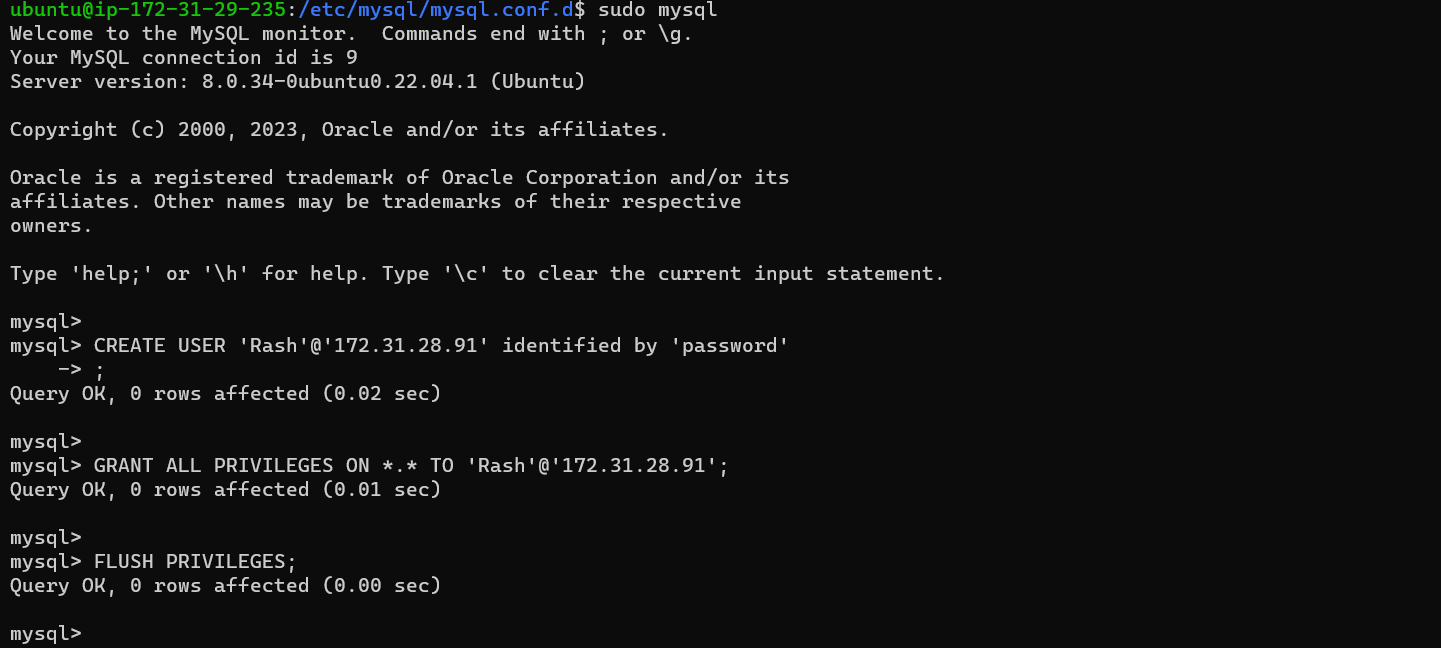 ubuntu@ip-172-31-29-235:/etc/mysql/mysql.conf.d$ sudo mysql
Welcome to the MySQL monitor.  Commands end with ; or \g.
Your MySQL connection id is 9
Server version: 8.0.34-0ubuntu0.22.04.1 (Ubuntu)
Copyright (c) 2000, 2023, Oracle and/or its affiliates.
Oracle is a registered trademark of Oracle Corporation and/or its
affiliates. Other names may be trademarks of their respective
owners.
Type 'help;' or '\h' for help. Type '\c' to clear the current input statement.
mysql>
mysql> CREATE USER 'Rash'@'172.31.28.91' identified by 'password'
    -> ;
Query OK, 0 rows affected (0.02 sec)
mysql>
mysql> GRANT ALL PRIVILEGES ON *.* TO 'Rash'@'172.31.28.91';
Query OK, 0 rows affected (0.01 sec)
mysql>
mysql> FLUSH PRIVILEGES;
Query OK, 0 rows affected (0.00 sec)
mysql>